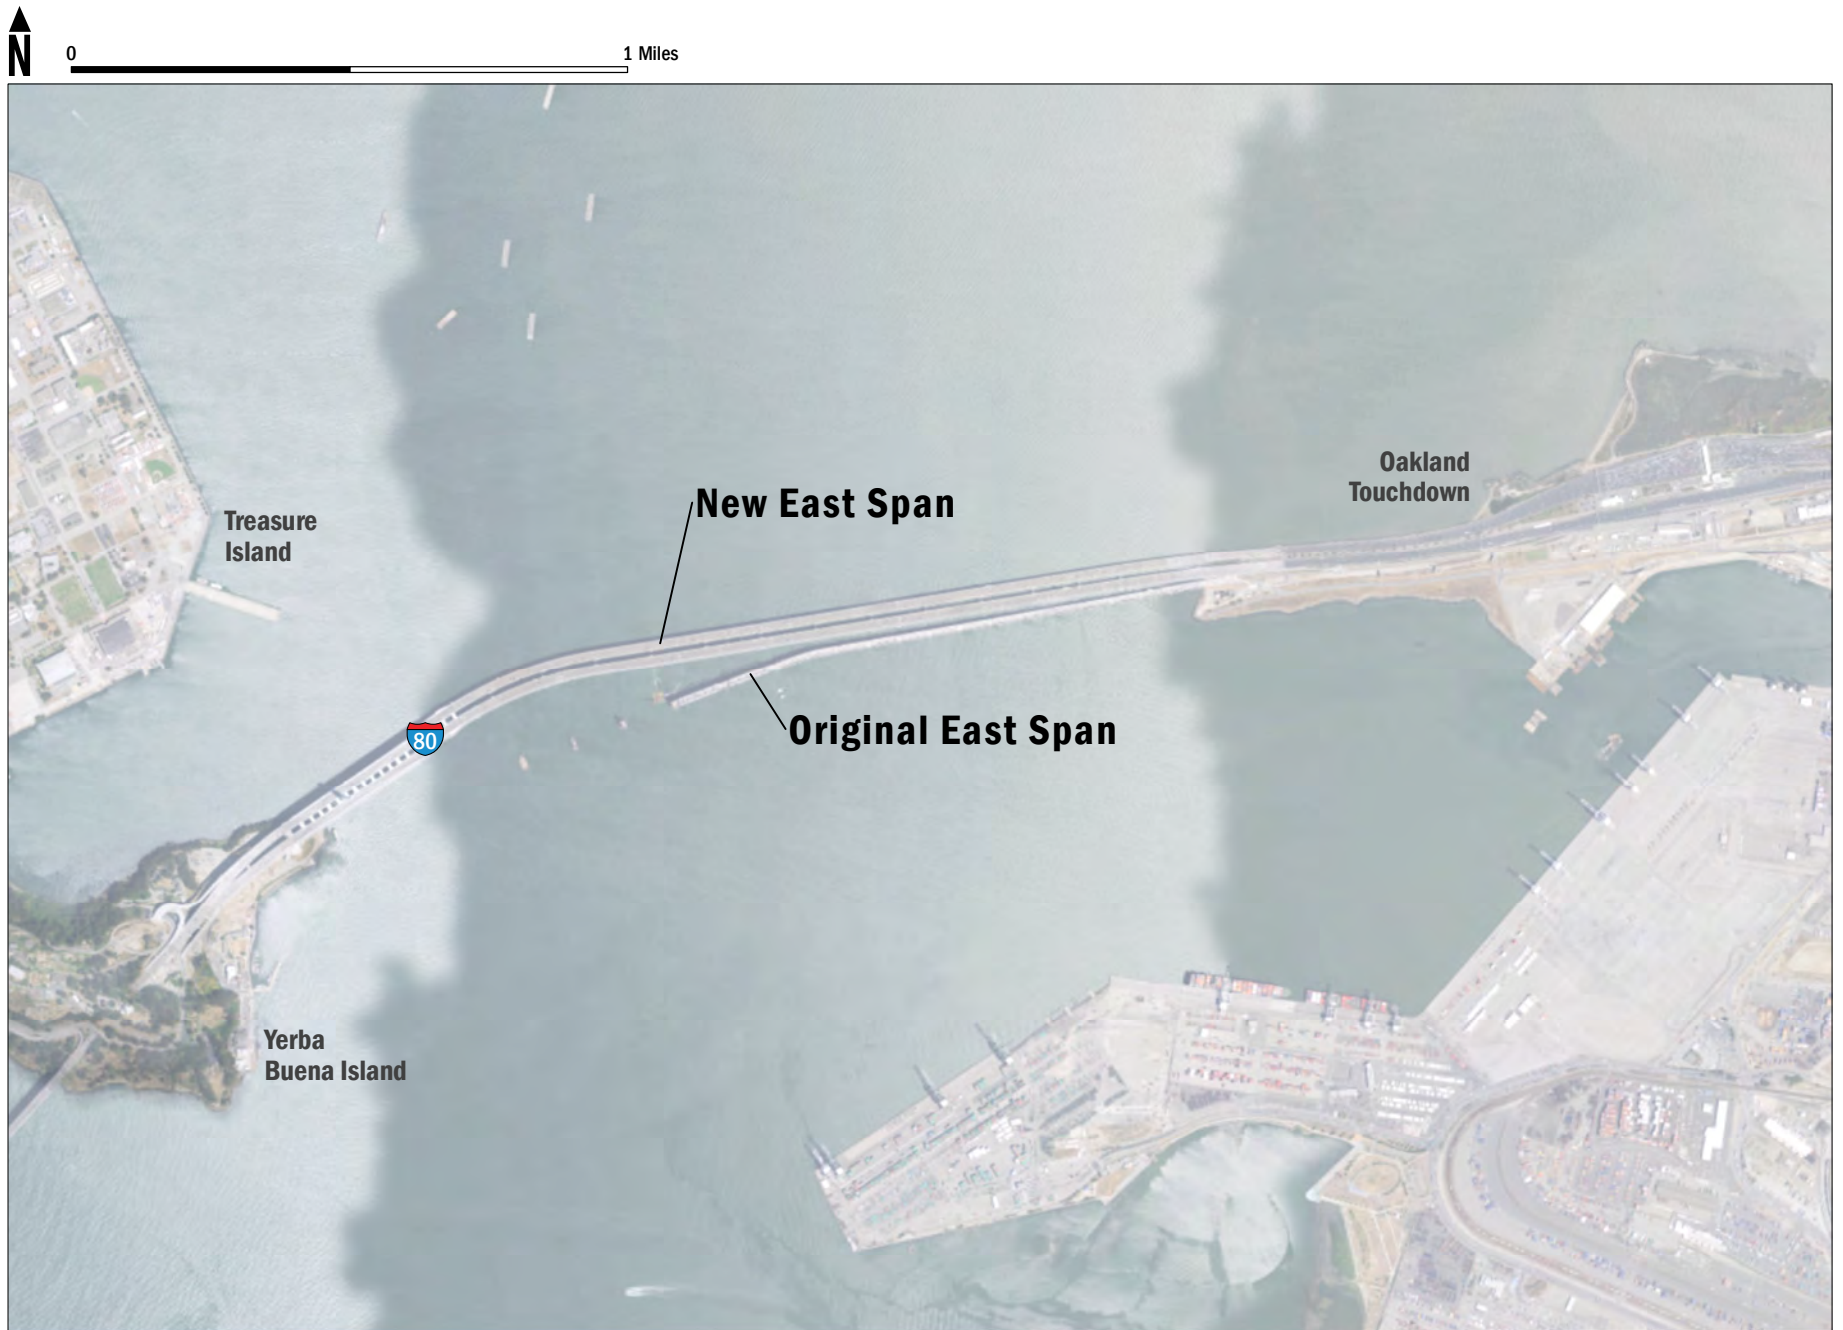 N
0
1 Miles
Oakland
Touchdown
New East Span
Treasure
Island
Original East Span
80
Yerba
Buena Island